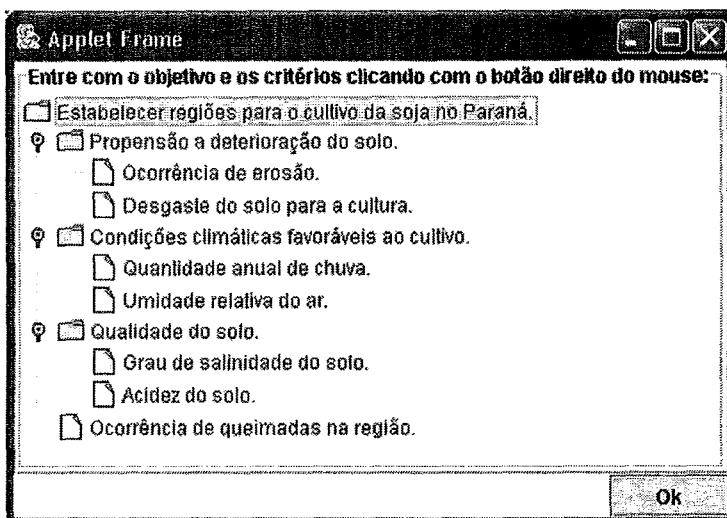 Applet Frame
Entre com o objetivo e os critérios clicando com o botão direito do mouse:
Estabelecer regiões para o cultivo da soja no Paraná.
Propensão a deterioração do solo.
Ocorrência de erosão.
Desgaste do solo para a cultura.
Condições climáticas favoráveis ao cultivo.
Quantidade anual de chuva.
Umidade relativa do ar.
Qualidade do solo.
Grau de salinidade do solo.
Acidez do solo.
Ocorrência de queimadas na região.
Ok